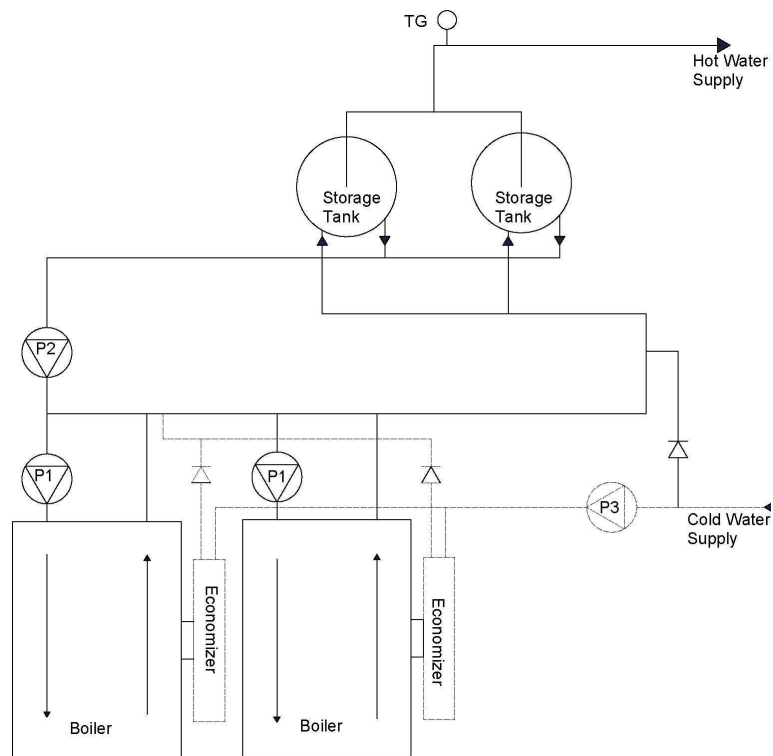 TG
Hot Water
Supply
Storage
Tank
Storage
Tank
P2
P1
P1
P3
Cold Water
Supply
Economizer
Economizer
Boiler
Boiler